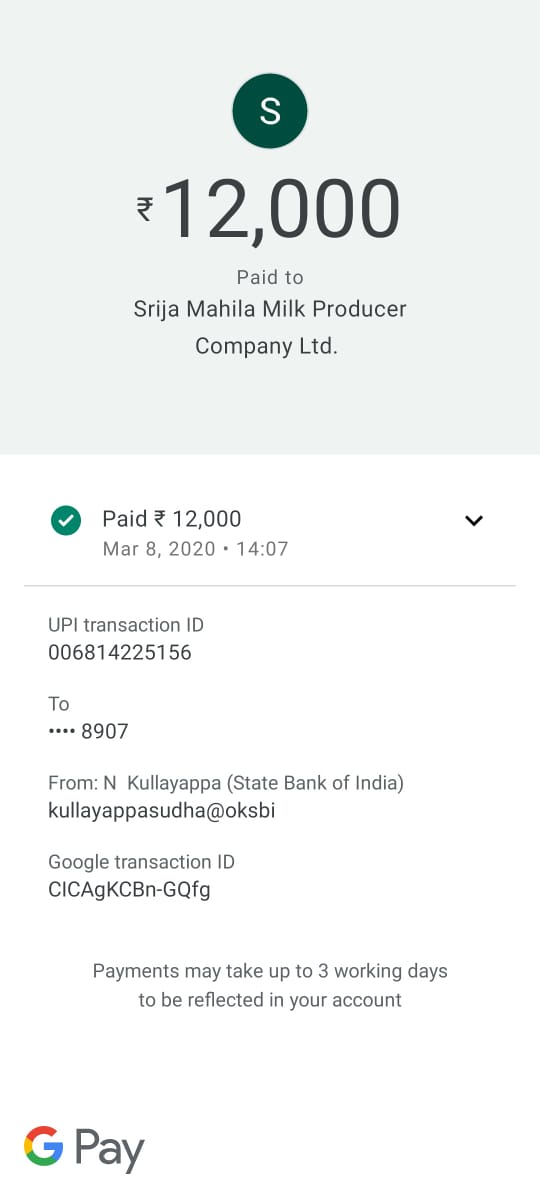 S
₹12,000
Paid to
Srija Mahila Milk Producer
Company Ltd.
Paid ₹ 12,000
Mar 8, 2020 • 14:07
UPI transaction ID
006814225156
To
•••• 8907
From: N  Kullayappa (State Bank of India)
kullayappasudha@oksbi
Google transaction ID
CICAgKCBn-GQfg
Payments may take up to 3 working days
to be reflected in your account
G Pay